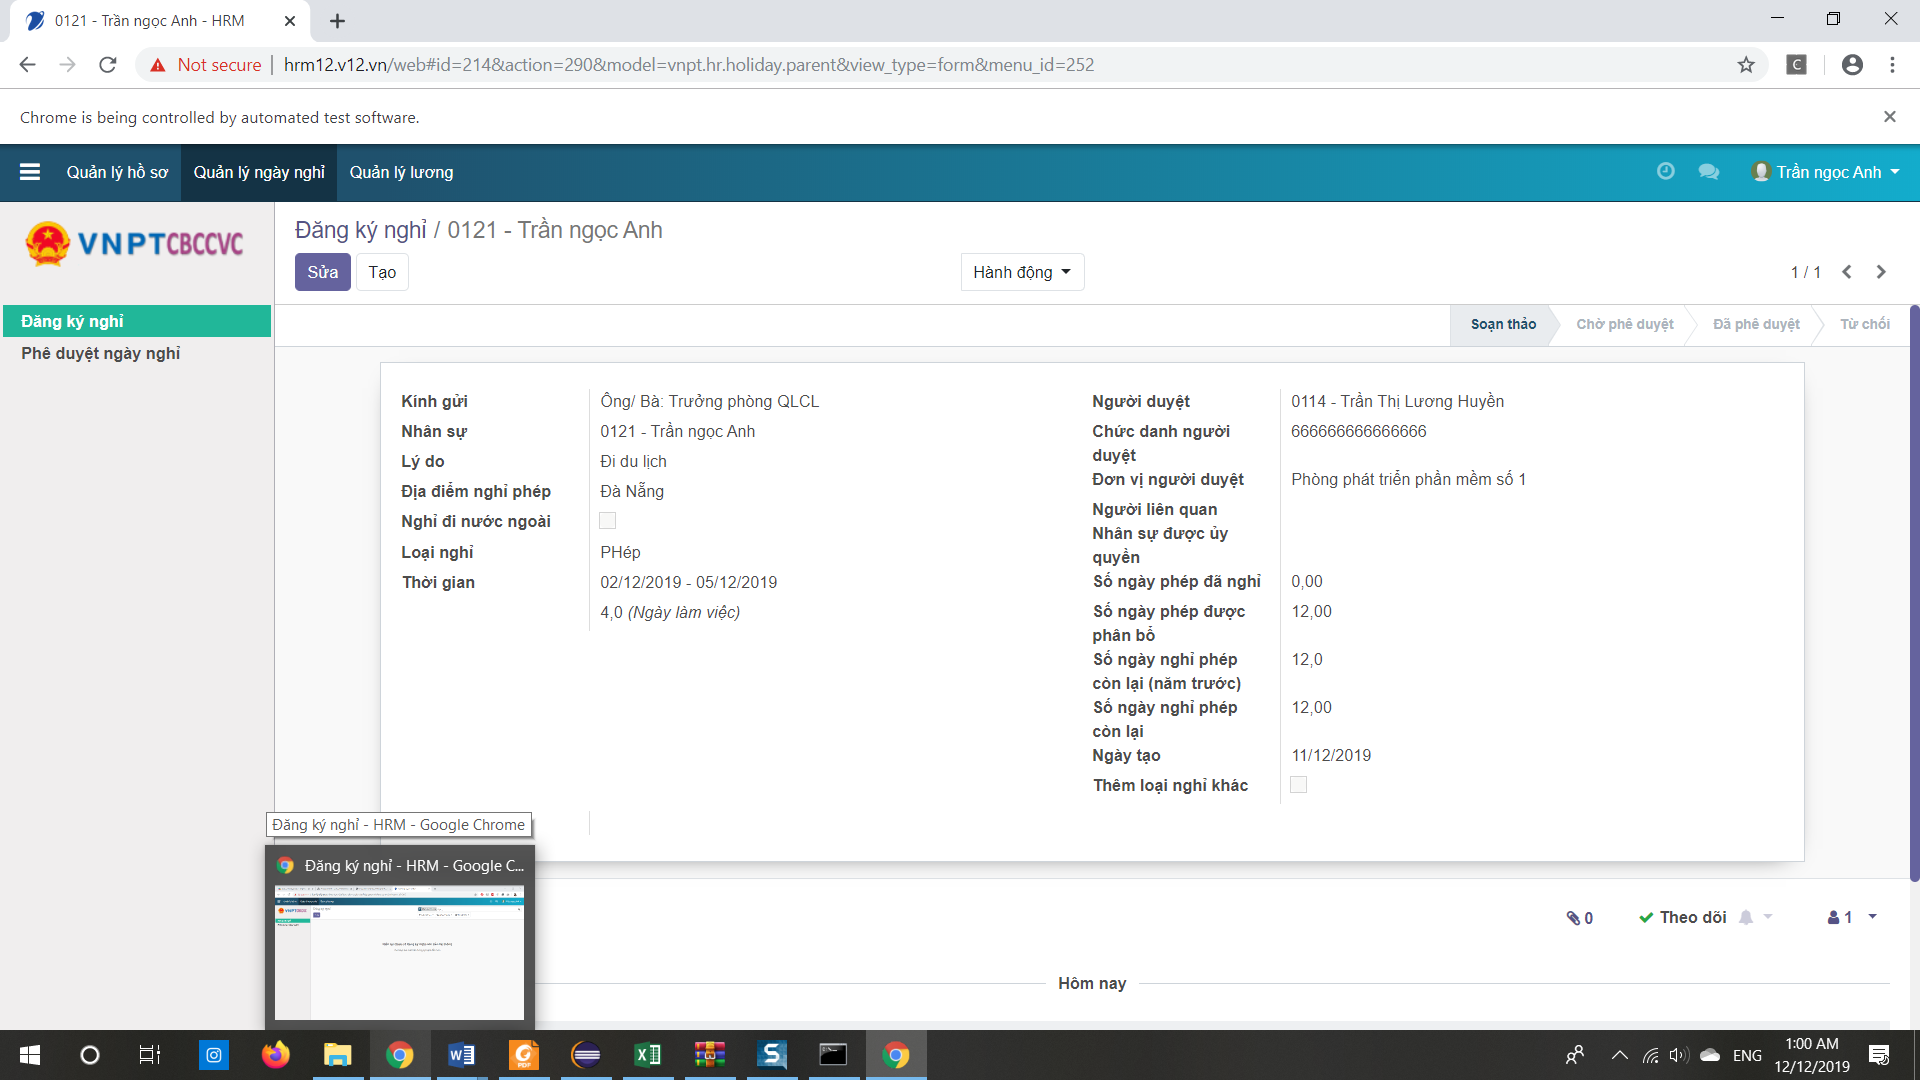 0121 - Trần ngọc Anh - HRM
Not secure
hrm12.v12.vn/web#id=214&action=290&model=vnpt.hr.holiday.parent&view_type=form&menu_id=252
C
Chrome is being controlled by automated test software.
Quản lý hồ sơ
Quản lý ngày nghỉ
Quản lý lương
Trần ngọc Anh
VNPTCBCCVC
Đăng ký nghỉ / 0121 - Trần ngọc Anh
Sửa
Tạo
Hành động
1 / 1
Đăng ký nghỉ
Phê duyệt ngày nghỉ
Soạn thảo
Chờ phê duyệt
Đã phê duyệt
Từ chối
Kính gửi
Ông/ Bà: Trưởng phòng QLCL
Nhân sự
0121 - Trần ngọc Anh
Lý do
Đi du lịch
Địa điểm nghỉ phép
Đà Nẵng
Nghỉ đi nước ngoài
Loại nghỉ
PHép
Thời gian
02/12/2019 - 05/12/2019
4,0 (Ngày làm việc)
Người duyệt
0114 - Trần Thị Lương Huyền
Chức danh người
duyệt
666666666666666
Đơn vị người duyệt
Phòng phát triển phần mềm số 1
Người liên quan
Nhân sự được ủy
quyền
Số ngày phép đã nghỉ
0,00
Số ngày phép được
phân bổ
12,00
Số ngày nghỉ phép
còn lại (năm trước)
12,0
Số ngày nghỉ phép
còn lại
12,00
Ngày tạo
11/12/2019
Thêm loại nghỉ khác
Đăng ký nghỉ - HRM - Google Chrome
Đăng ký nghỉ - HRM - Google C...
0
Theo dõi
1
Hôm nay
ENG
1:00 AM
12/12/2019